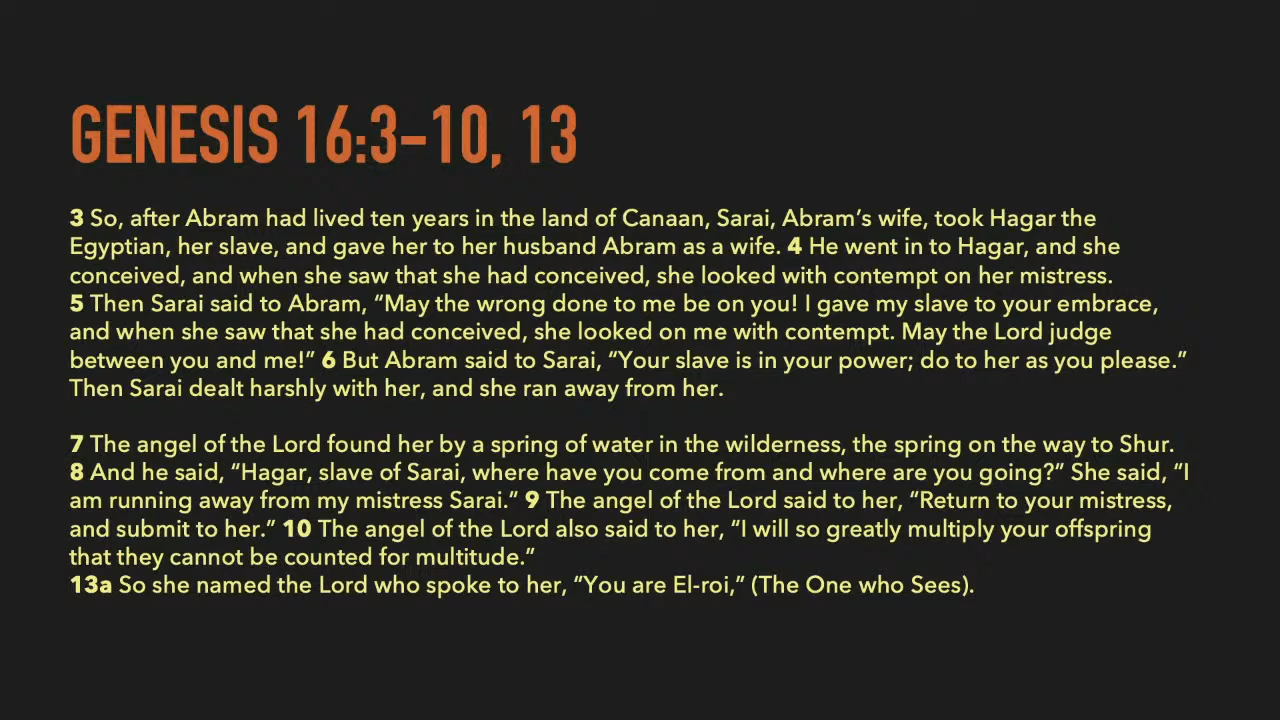 GENESIS 16:3-10, 13
3 So, after Abram had lived ten years in the land of Canaan, Sarai, Abram’s wife, took Hagar the
Egyptian, her slave, and gave her to her husband Abram as a wife. 4 He went in to Hagar, and she
conceived, and when she saw that she had conceived, she looked with contempt on her mistress.
5 Then Sarai said to Abram, “May the wrong done to me be on you! I gave my slave to your embrace,
and when she saw that she had conceived, she looked on me with contempt. May the Lord judge
between you and me!” 6 But Abram said to Sarai, “Your slave is in your power; do to her as you please.”
Then Sarai dealt harshly with her, and she ran away from her.
7 The angel of the Lord found her by a spring of water in the wilderness, the spring on the way to Shur.
8 And he said, “Hagar, slave of Sarai, where have you come from and where are you going?” She said, “I
am running away from my mistress Sarai.” 9 The angel of the Lord said to her, “Return to your mistress,
and submit to her.” 10 The angel of the Lord also said to her, “I will so greatly multiply your offspring
that they cannot be counted for multitude.”
13a So she named the Lord who spoke to her, “You are El-roi,” (The One who Sees).